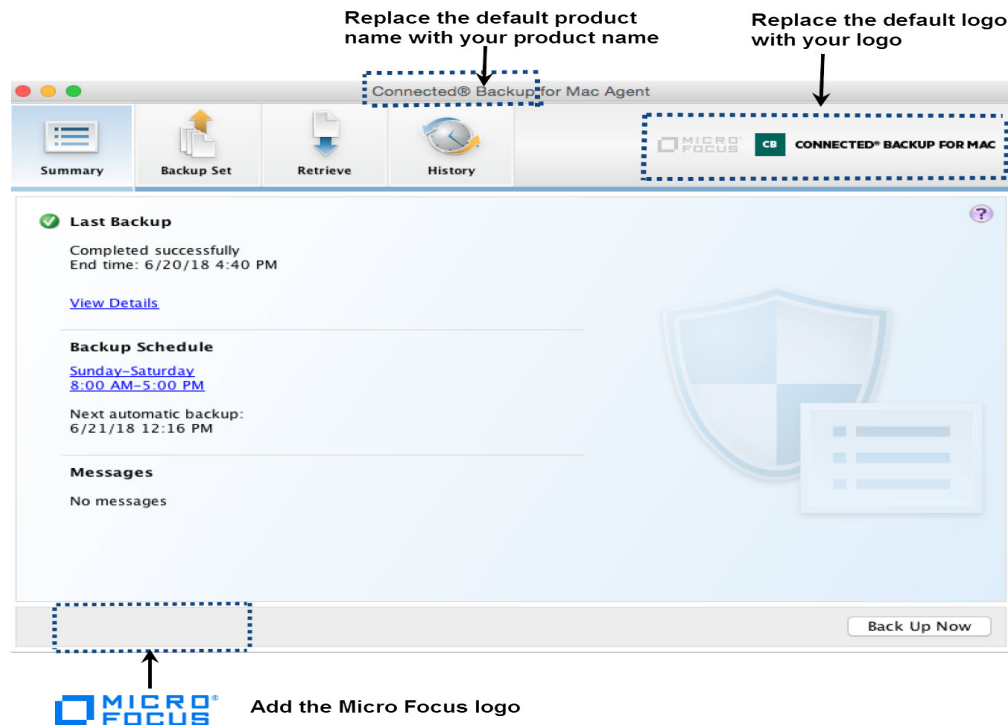 Replace the default product
name with your product name
Replace the default logo
with your logo
Connected® Backup for Mac Agent
Summary
Backup Set
Retrieve
History
MICRO
FOCUS
CB
CONNECTED® BACKUP FOR MAC
Last Backup
?
Completed successfully
End time: 6/20/18 4:40 PM
View Details
Backup Schedule
Sunday–Saturday
8:00 AM–5:00 PM
Next automatic backup:
6/21/18 12:16 PM
Messages
No messages
Back Up Now
MICRO®
FOCUS
Add the Micro Focus logo